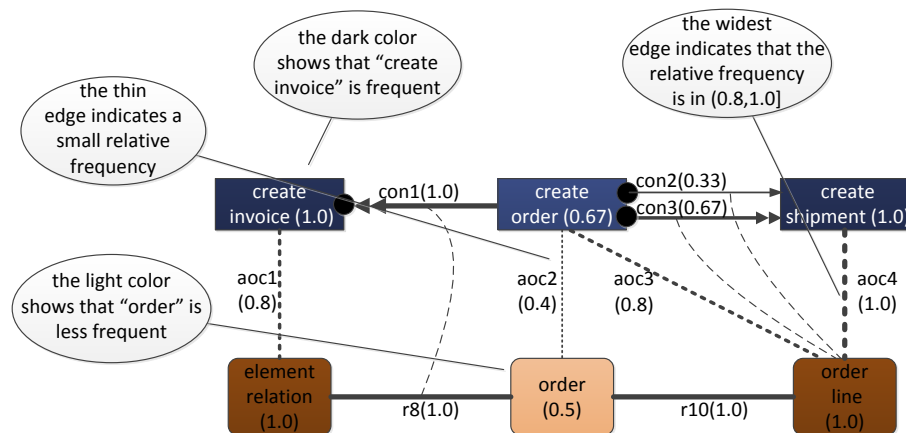 the dark color
shows that “create
invoice” is frequent
the widest
edge indicates that the
relative frequency
is in (0.8,1.0]
the thin
edge indicates a
small relative
frequency
create
invoice (1.0)
con1(1.0)
create
order (0.67)
con2(0.33)
con3(0.67)
create
shipment (1.0)
the light color
shows that “order” is
less frequent
aoc1
(0.8)
aoc2
(0.4)
aoc3
(0.8)
aoc4
(1.0)
element
relation
(1.0)
r8(1.0)
order
(0.5)
r10(1.0)
order
line
(1.0)